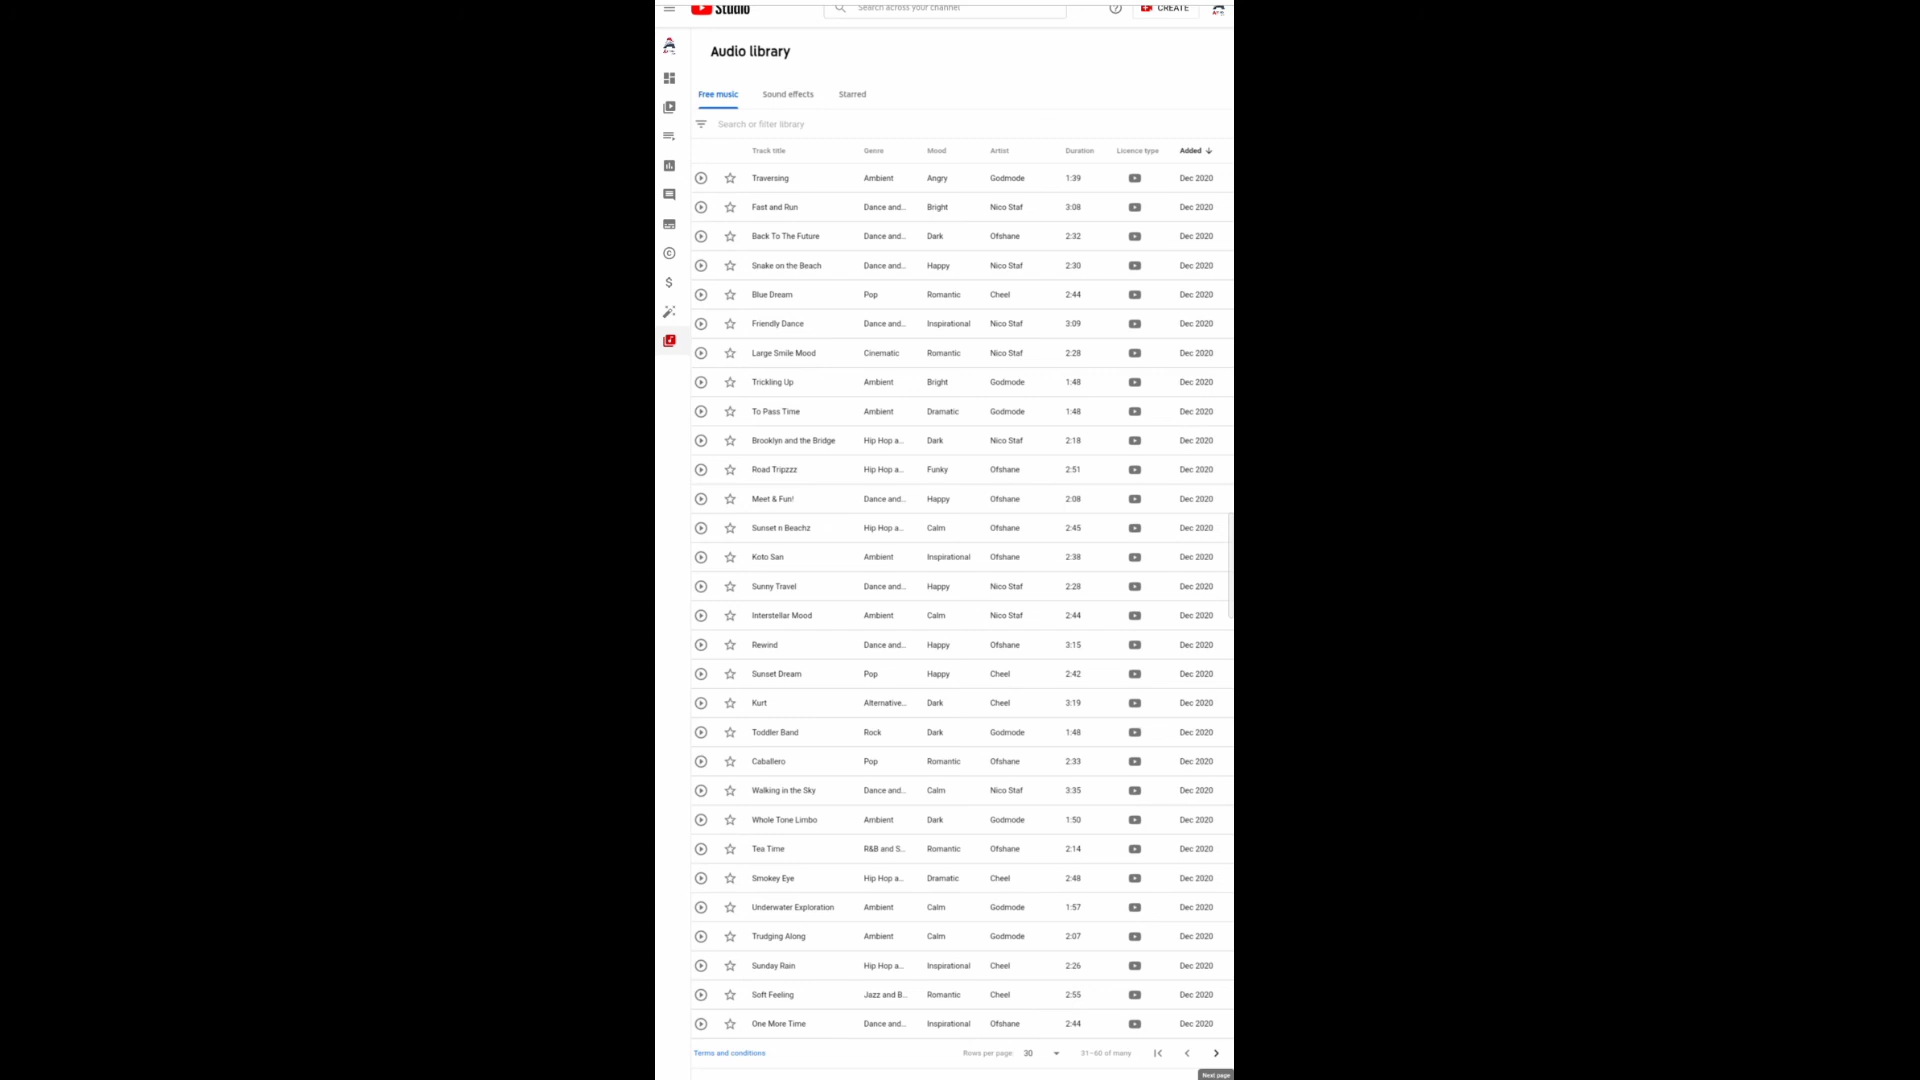 Studio
Search across your channel
CREATE
Audio library
Free music Sound effects Starred
Search or filter library
Track title Genre Mood Artist Duration Licence type Added
Traversing Ambient Angry Godmode 1:39 Dec 2020
Fast and Run Dance and... Bright Nico Staf 3:08 Dec 2020
Back To The Future Dance and... Dark Ofshane 2:32 Dec 2020
Snake on the Beach Dance and... Happy Nico Staf 2:30 Dec 2020
Blue Dream Pop Romantic Cheel 2:44 Dec 2020
Friendly Dance Dance and... Inspirational Nico Staf 3:09 Dec 2020
Large Smile Mood Cinematic Romantic Nico Staf 2:28 Dec 2020
Trickling Up Ambient Bright Godmode 1:48 Dec 2020
To Pass Time Ambient Dramatic Godmode 1:48 Dec 2020
Brooklyn and the Bridge Hip Hop a... Dark Nico Staf 2:18 Dec 2020
Road Tripzzz Hip Hop a... Funky Ofshane 2:51 Dec 2020
Meet & Fun! Dance and... Happy Ofshane 2:08 Dec 2020
Sunset n Beachz Hip Hop a... Calm Ofshane 2:45 Dec 2020
Koto San Ambient Inspirational Ofshane 2:38 Dec 2020
Sunny Travel Dance and... Happy Nico Staf 2:28 Dec 2020
Interstellar Mood Ambient Calm Nico Staf 2:44 Dec 2020
Rewind Dance and... Happy Ofshane 3:15 Dec 2020
Sunset Dream Pop Happy Cheel 2:42 Dec 2020
Kurt Alternative... Dark Cheel 3:19 Dec 2020
Toddler Band Rock Dark Godmode 1:48 Dec 2020
Caballero Pop Romantic Ofshane 2:33 Dec 2020
Walking in the Sky Dance and... Calm Nico Staf 3:35 Dec 2020
Whole Tone Limbo Ambient Dark Godmode 1:50 Dec 2020
Tea Time R&B and S... Romantic Ofshane 2:14 Dec 2020
Smokey Eye Hip Hop a... Dramatic Cheel 2:48 Dec 2020
Underwater Exploration Ambient Calm Godmode 1:57 Dec 2020
Trudging Along Ambient Calm Godmode 2:07 Dec 2020
Sunday Rain Hip Hop a... Inspirational Cheel 2:26 Dec 2020
Soft Feeling Jazz and B... Romantic Cheel 2:55 Dec 2020
One More Time Dance and... Inspirational Ofshane 2:44 Dec 2020
Terms and conditions Rows per page: 30 31–60 of many
Next page